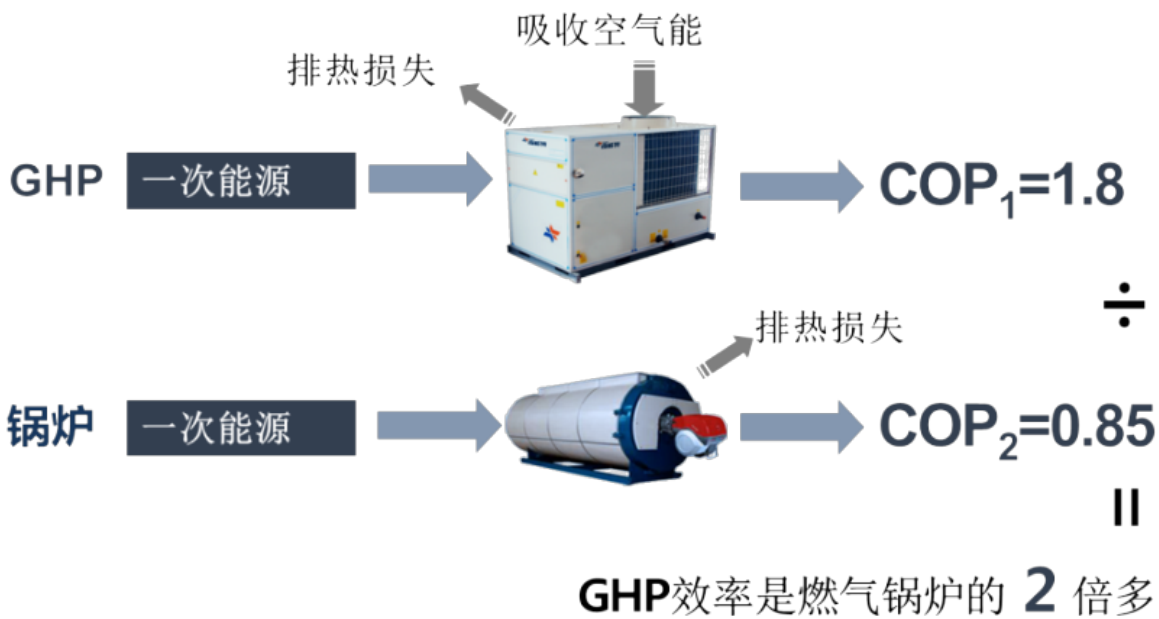 吸收空气能
排热损失
GHP 一次能源 COP₁=1.8
÷
排热损失
锅炉 一次能源 COP₂=0.85
=
GHP效率是燃气锅炉的 2 倍多